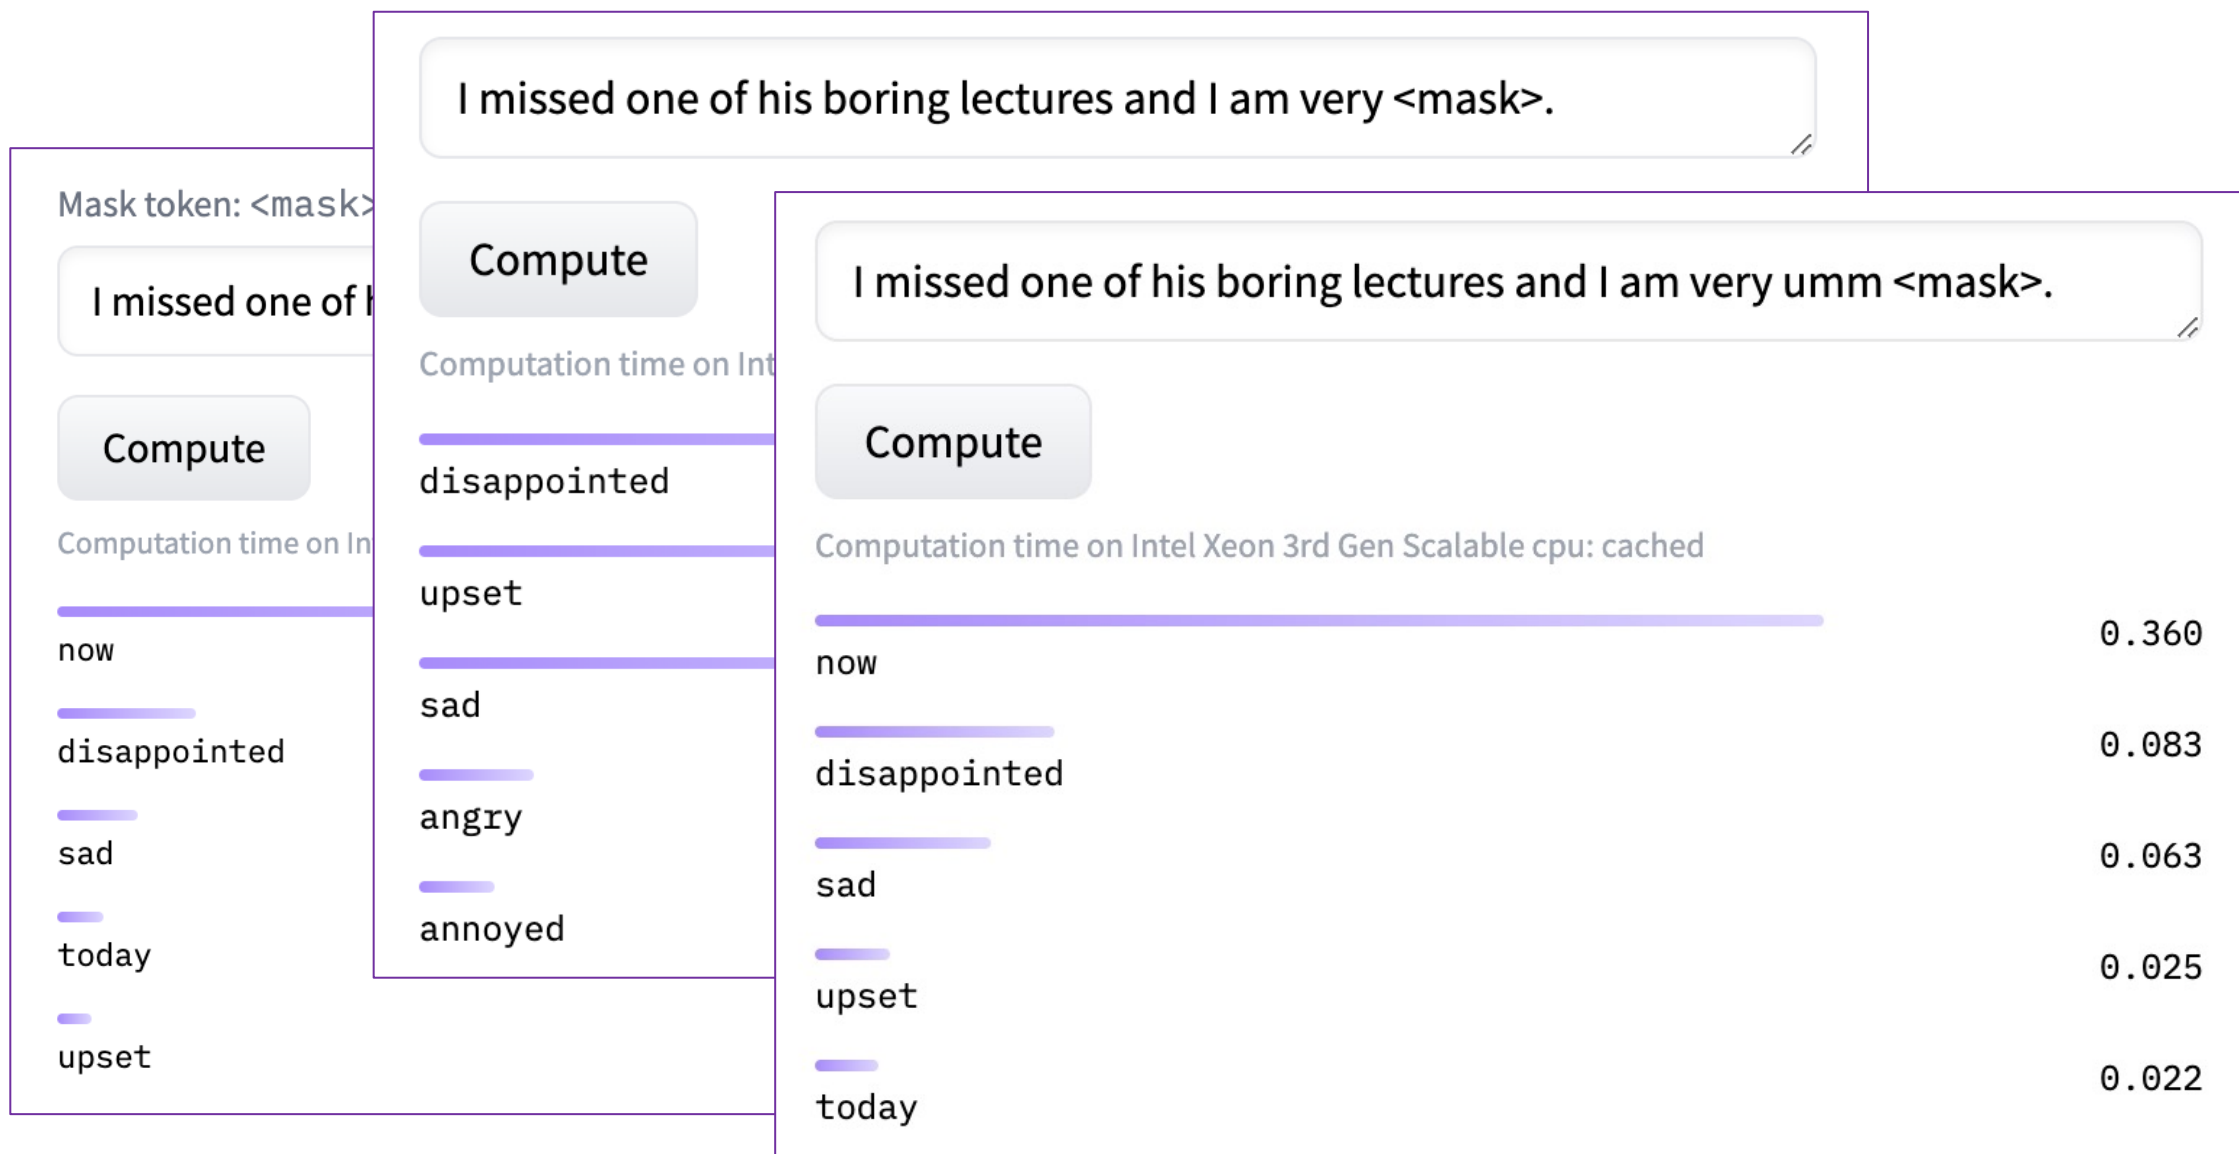 Mask token: <mask>
I missed one of
Compute
Computation time on
now
disappointed
sad
today
upset
I missed one of his boring lectures and I am very <mask>.
Compute
Computation time on
disappointed
upset
sad
angry
annoyed
I missed one of his boring lectures and I am very umm <mask>.
Compute
Computation time on Intel Xeon 3rd Gen Scalable cpu: cached
now 0.360
disappointed 0.083
sad 0.063
upset 0.025
today 0.022